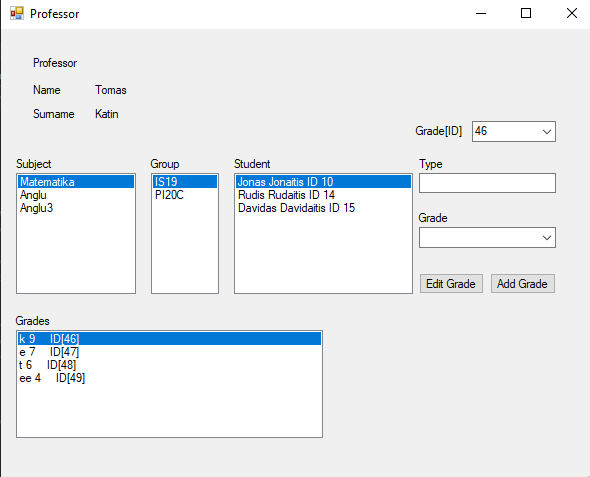 Professor
Professor
Name Tomas
Surname Katin
Grade[ID] 46
Subject Group Student Type
Matematika IS19 Jonas Jonaitis ID 10
Anglu PI20C Rudis Rudaitis ID 14
Anglu3 Davidas Davidaitis ID 15
Grade
Edit Grade Add Grade
Grades
k 9 ID[46]
e 7 ID[47]
t 6 ID[48]
ee 4 ID[49]